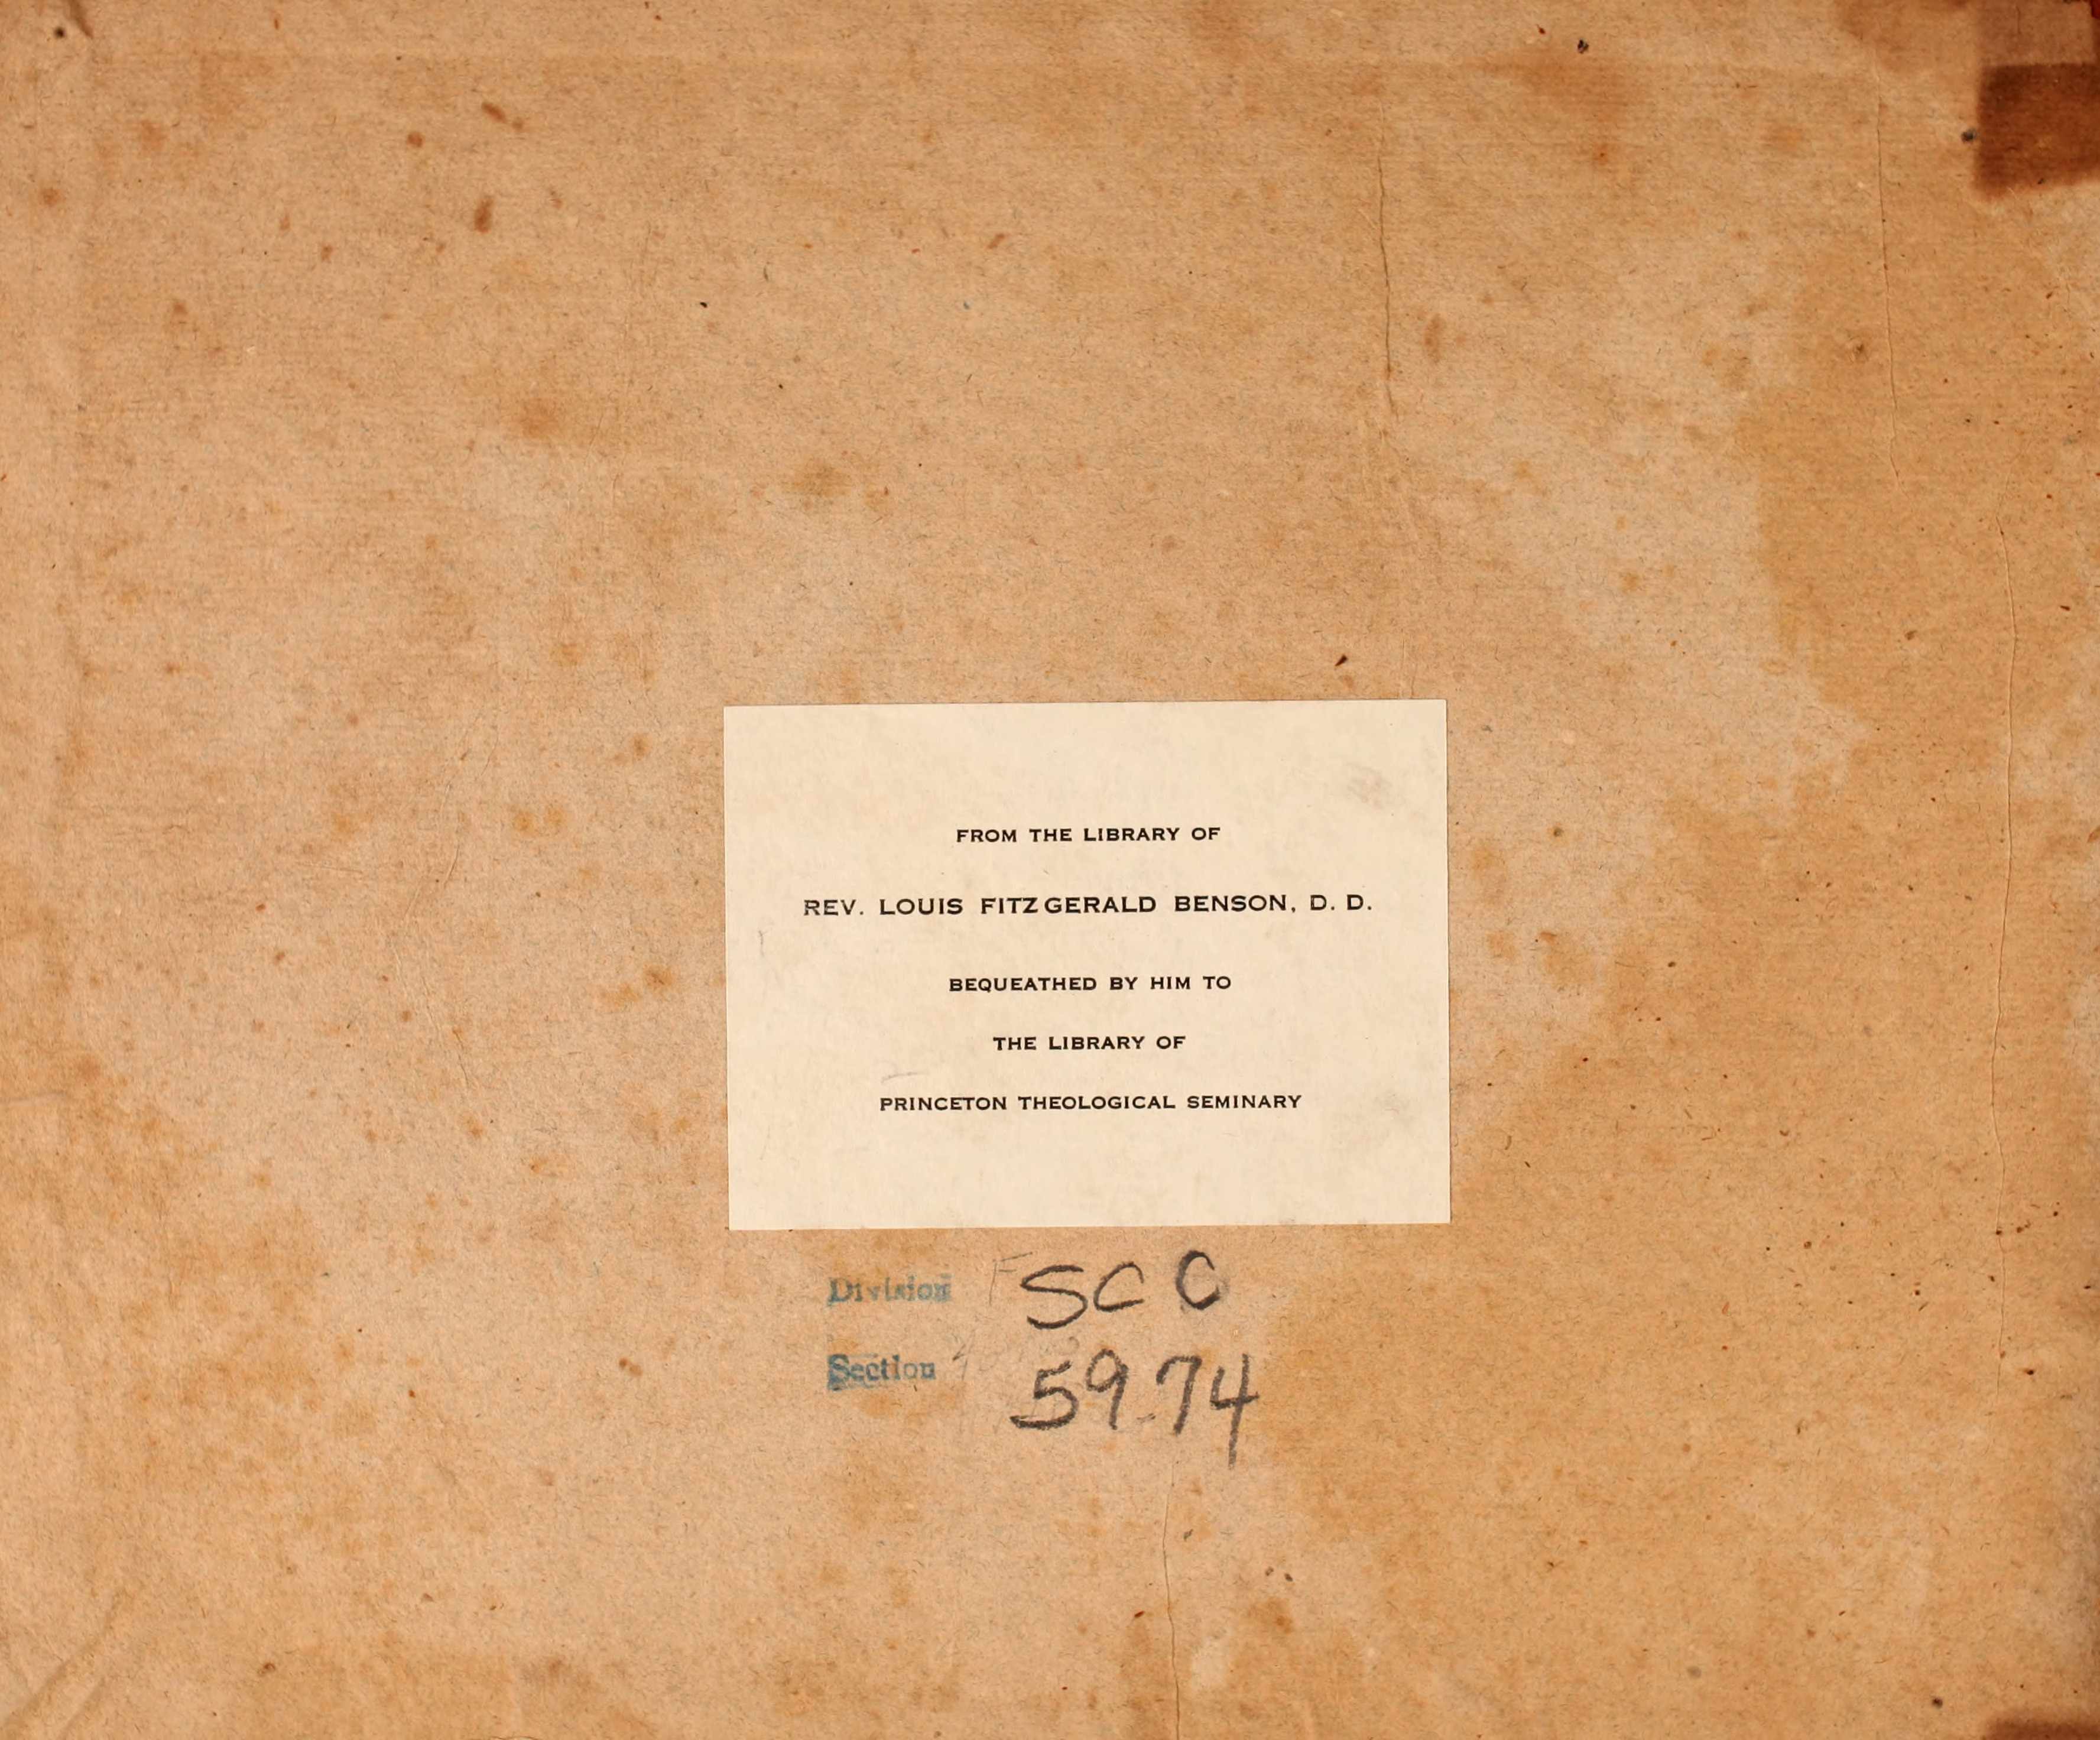 FROM THE LIBRARY OF
REV. LOUIS FITZGERALD BENSON, D. D.
BEQUEATHED BY HIM TO
THE LIBRARY OF
PRINCETON THEOLOGICAL SEMINARY
Division SCC
Section
5974